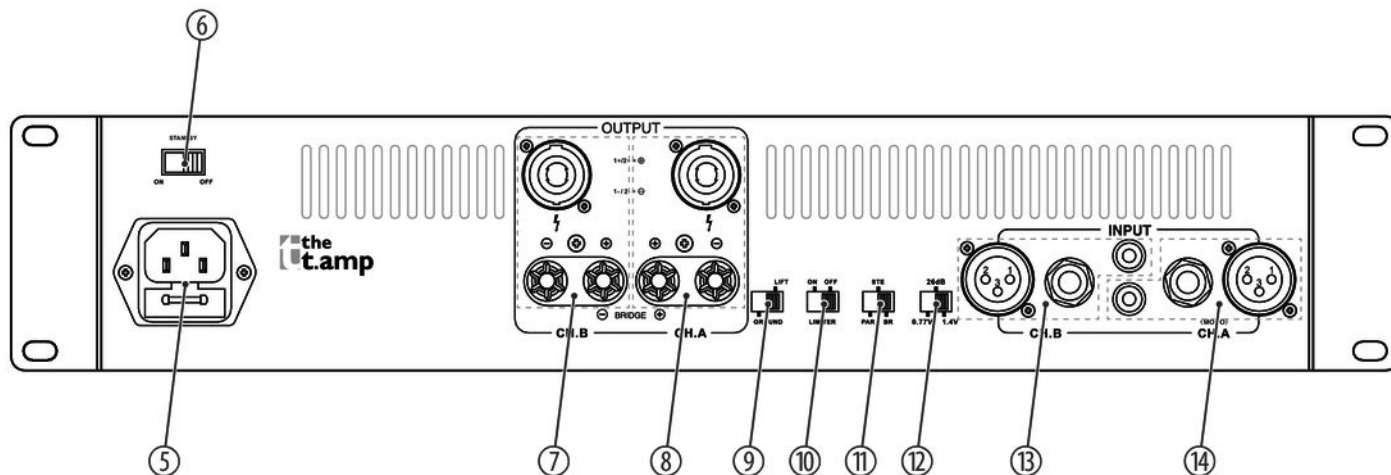 ⑥
STANDBY
ON OFF
the
t.amp
OUTPUT
1+/2+
1-/2-
⊖ ⊕ ⊕ ⊖
⊖ BRIDGE ⊕
CH.B CH.A
LIFT
GROUND
ON OFF
LIMITER
STE
PAR BR
26dB
0.77V 1.4V
INPUT
2 1
3
2 1
3
CH.B
(MONO)
CH.A
⑤ ⑦ ⑧ ⑨ ⑩ ⑪ ⑫ ⑬ ⑭